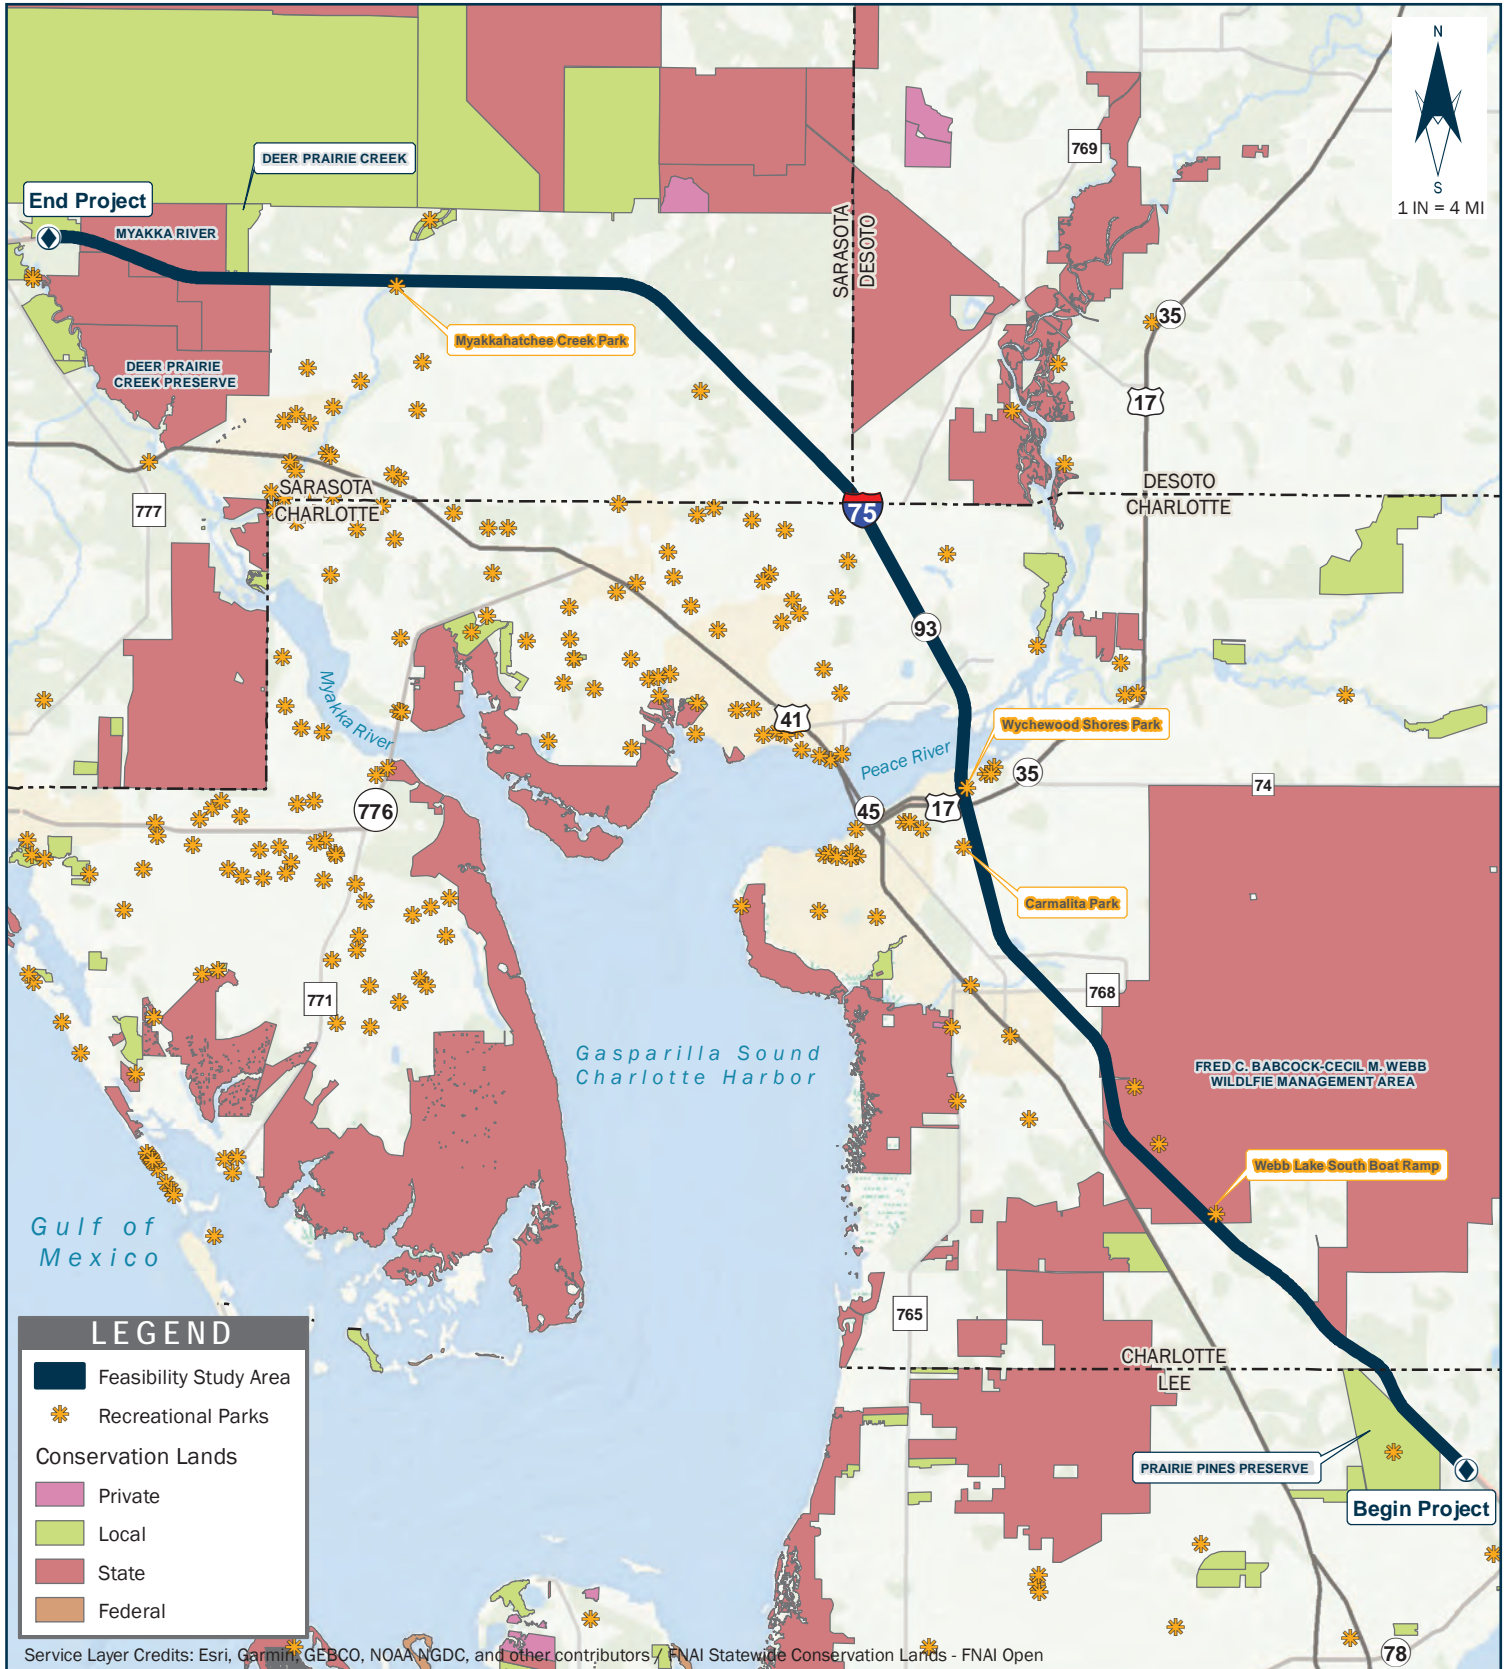 N
S
1 IN = 4 MI
769
DEER PRAIRIE CREEK
End Project
MYAKKA RIVER
SARASOTA
DESOTO
35
Myakkahatchee Creek Park
DEER PRAIRIE
CREEK PRESERVE
17
SARASOTA
CHARLOTTE
777
75
DESOTO
CHARLOTTE
93
Myakka River
41
Wychewood Shores Park
Peace River
35
74
776
45
17
Carmalita Park
771
768
Gasparilla Sound
Charlotte Harbor
FRED C. BABCOCK-CECIL M. WEBB
WILDLFIE MANAGEMENT AREA
Webb Lake South Boat Ramp
Gulf of
Mexico
765
CHARLOTTE
LEE
PRAIRIE PINES PRESERVE
Begin Project
LEGEND
Feasibility Study Area
Recreational Parks
Conservation Lands
Private
Local
State
Federal
78
Service Layer Credits: Esri, Garmin, GEBCO, NOAA NGDC, and other contributors / FNAI Statewide Conservation Lands - FNAI Open